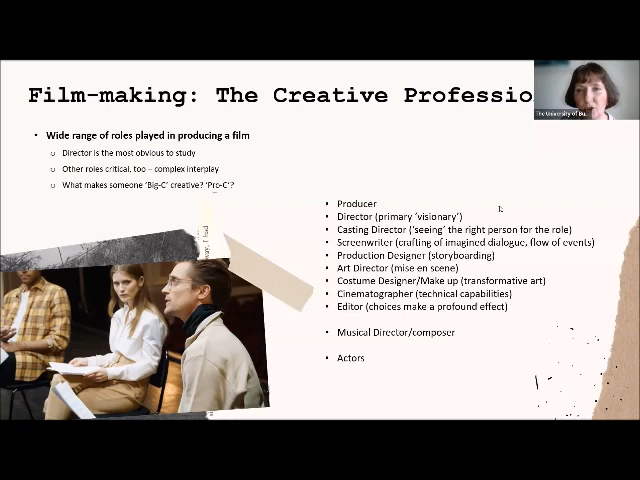 Film-making: The Creative Professio
The University of Bu...
• Wide range of roles played in producing a film
o Director is the most obvious to study
o Other roles critical, too – complex interplay
o What makes someone 'Big-C' creative? 'Pro-C'?
• Producer
• Director (primary 'visionary')
• Casting Director ('seeing' the right person for the role)
• Screenwriter (crafting of imagined dialogue, flow of events)
• Production Designer (storyboarding)
• Art Director (mise en scene)
• Costume Designer/Make up (transformative art)
• Cinematographer (technical capabilities)
• Editor (choices make a profound effect)
• Musical Director/composer
• Actors